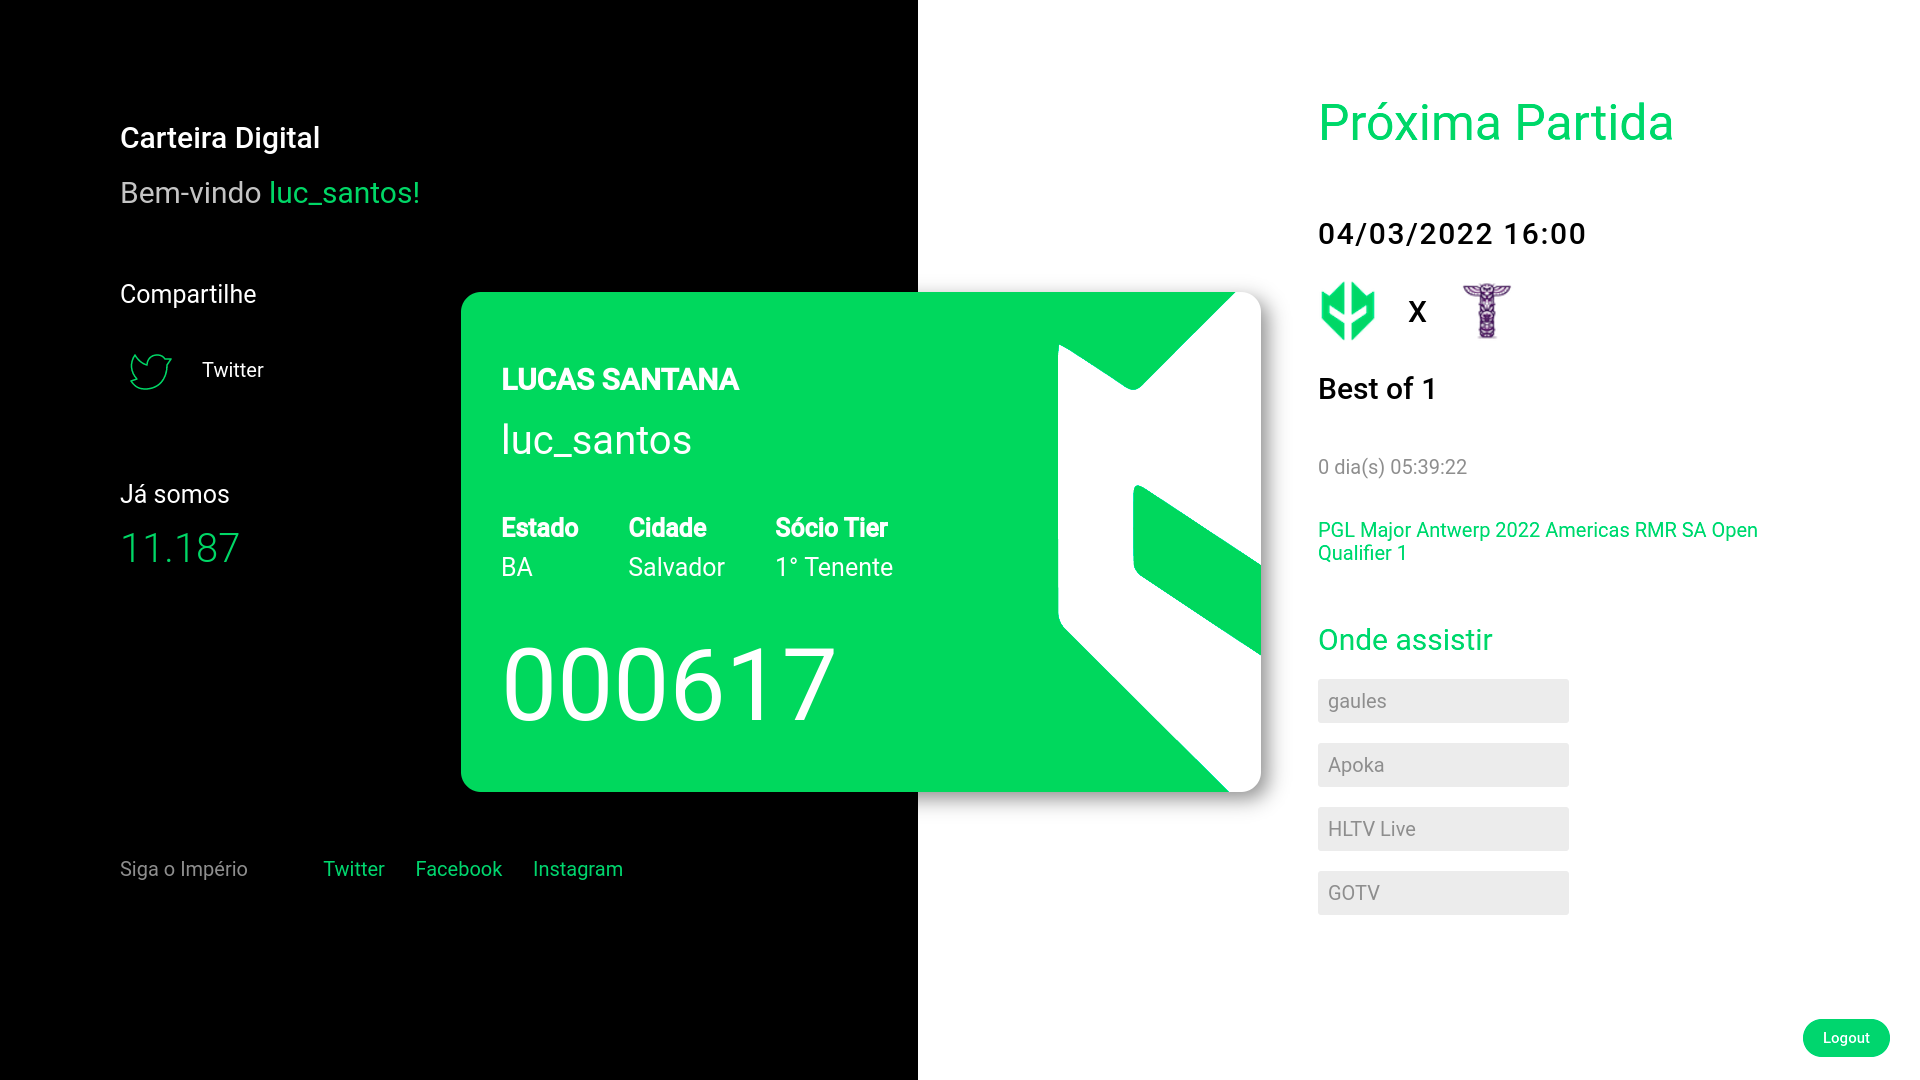 Carteira Digital
Bem-vindo luc_santos!
Compartilhe
Twitter
Já somos
11.187
LUCAS SANTANA
luc_santos
Estado Cidade Sócio Tier
BA Salvador 1° Tenente
000617
Siga o Império Twitter Facebook Instagram
Próxima Partida
04/03/2022 16:00
X
Best of 1
0 dia(s) 05:39:22
PGL Major Antwerp 2022 Americas RMR SA Open
Qualifier 1
Onde assistir
gaules
Apoka
HLTV Live
GOTV
Logout